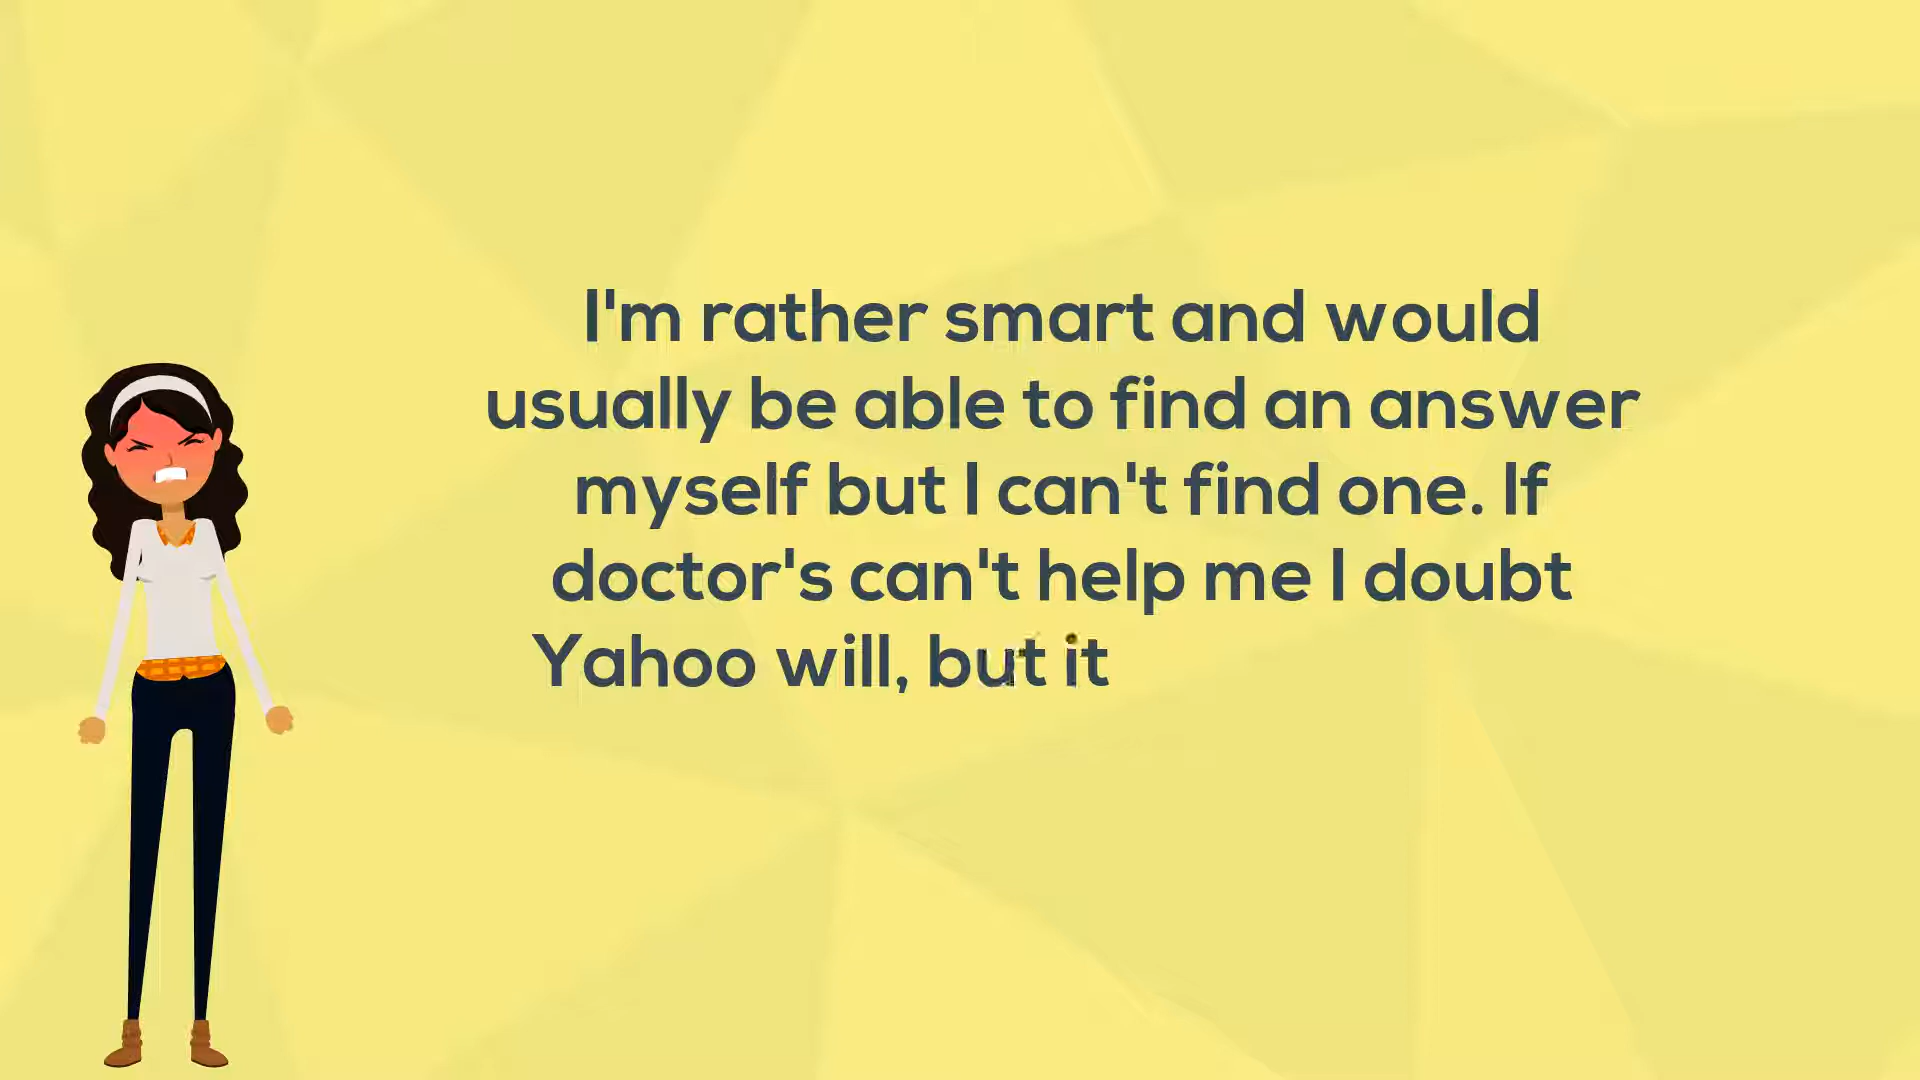 I'm rather smart and would
usually be able to find an answer
myself but I can't find one. If
doctor's can't help me I doubt
Yahoo will, but it